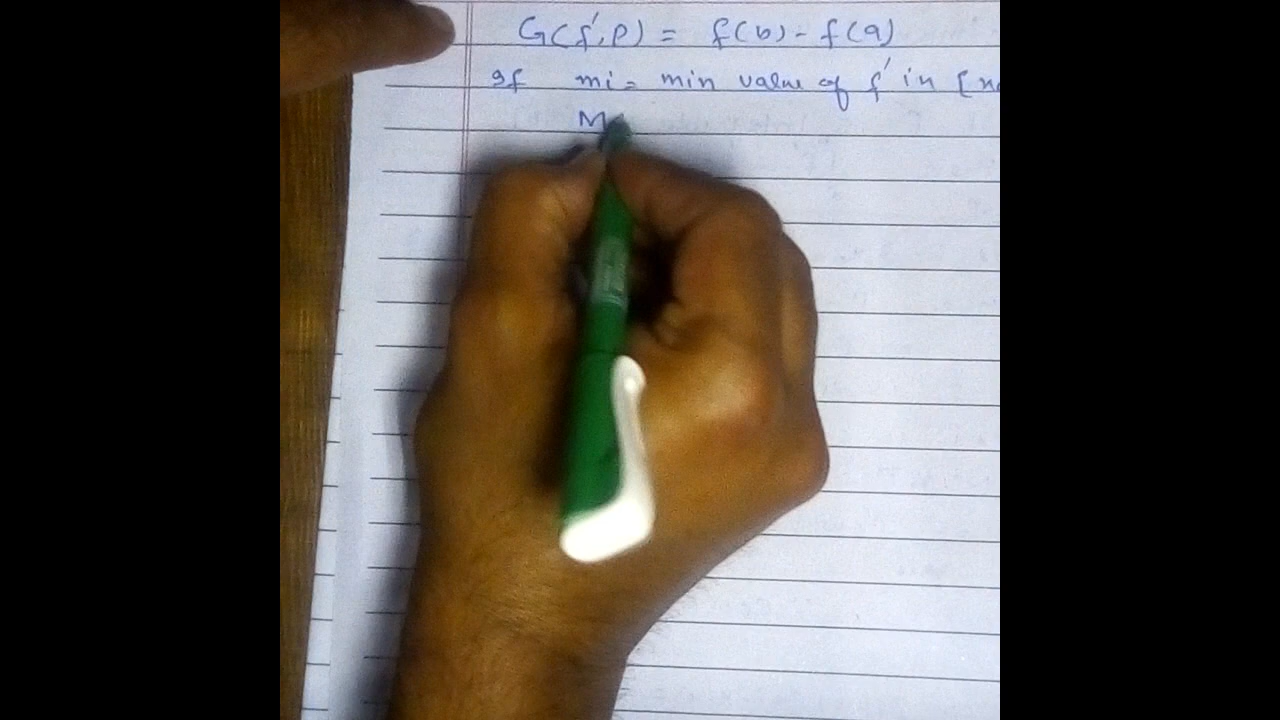 G(f', P) = f(b) - f(a)
If mi = min value of f' in [x
M